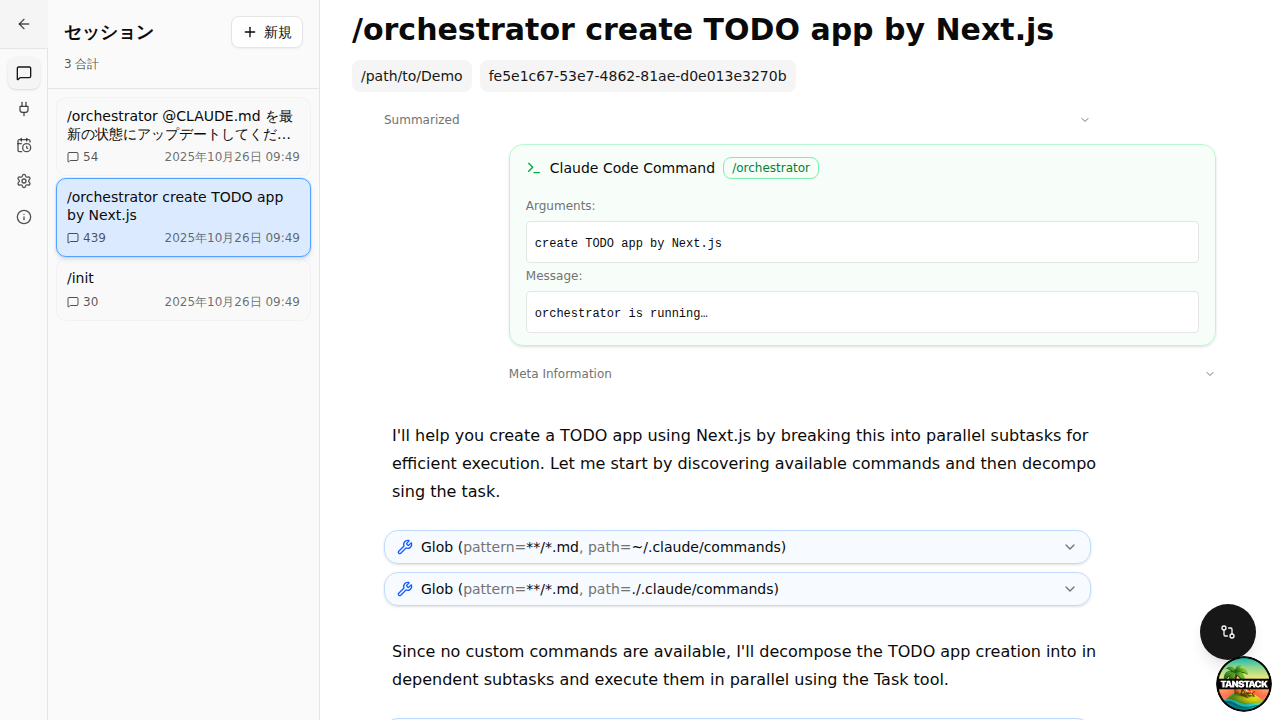 セッション
新規
3 合計
/orchestrator @CLAUDE.md を最
新の状態にアップデートしてくだ…
54
2025年10月26日 09:49
/orchestrator create TODO app
by Next.js
439
2025年10月26日 09:49
/init
30
2025年10月26日 09:49
/orchestrator create TODO app by Next.js
/path/to/Demo
fe5e1c67-53e7-4862-81ae-d0e013e3270b
Summarized
Claude Code Command
/orchestrator
Arguments:
create TODO app by Next.js
Message:
orchestrator is running…
Meta Information
I'll help you create a TODO app using Next.js by breaking this into parallel subtasks for
efficient execution. Let me start by discovering available commands and then decompo
sing the task.
Glob (pattern=**/*.md, path=~/.claude/commands)
Glob (pattern=**/*.md, path=./.claude/commands)
Since no custom commands are available, I'll decompose the TODO app creation into in
dependent subtasks and execute them in parallel using the Task tool.
TANSTACK